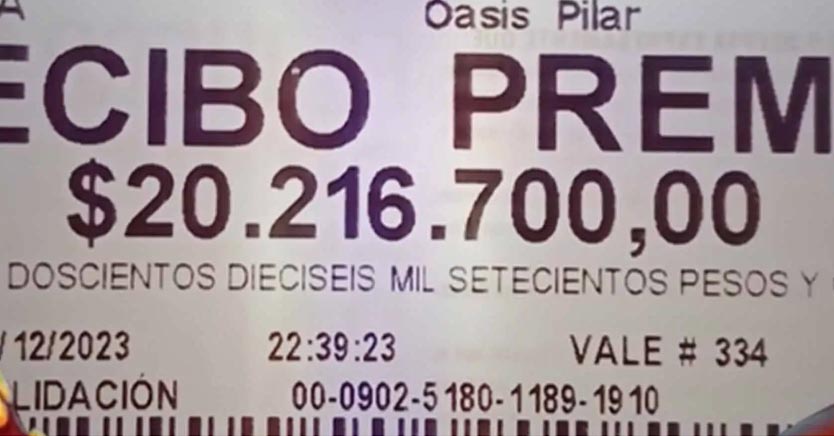 Oasis Pilar
ECIBO PREM
$20.216.700,00
DOSCIENTOS DIECISEIS MIL SETECIENTOS PESOS Y
/12/2023 22:39:23 VALE # 334
LIDACIÓN 00-0902-5180-1189-1910